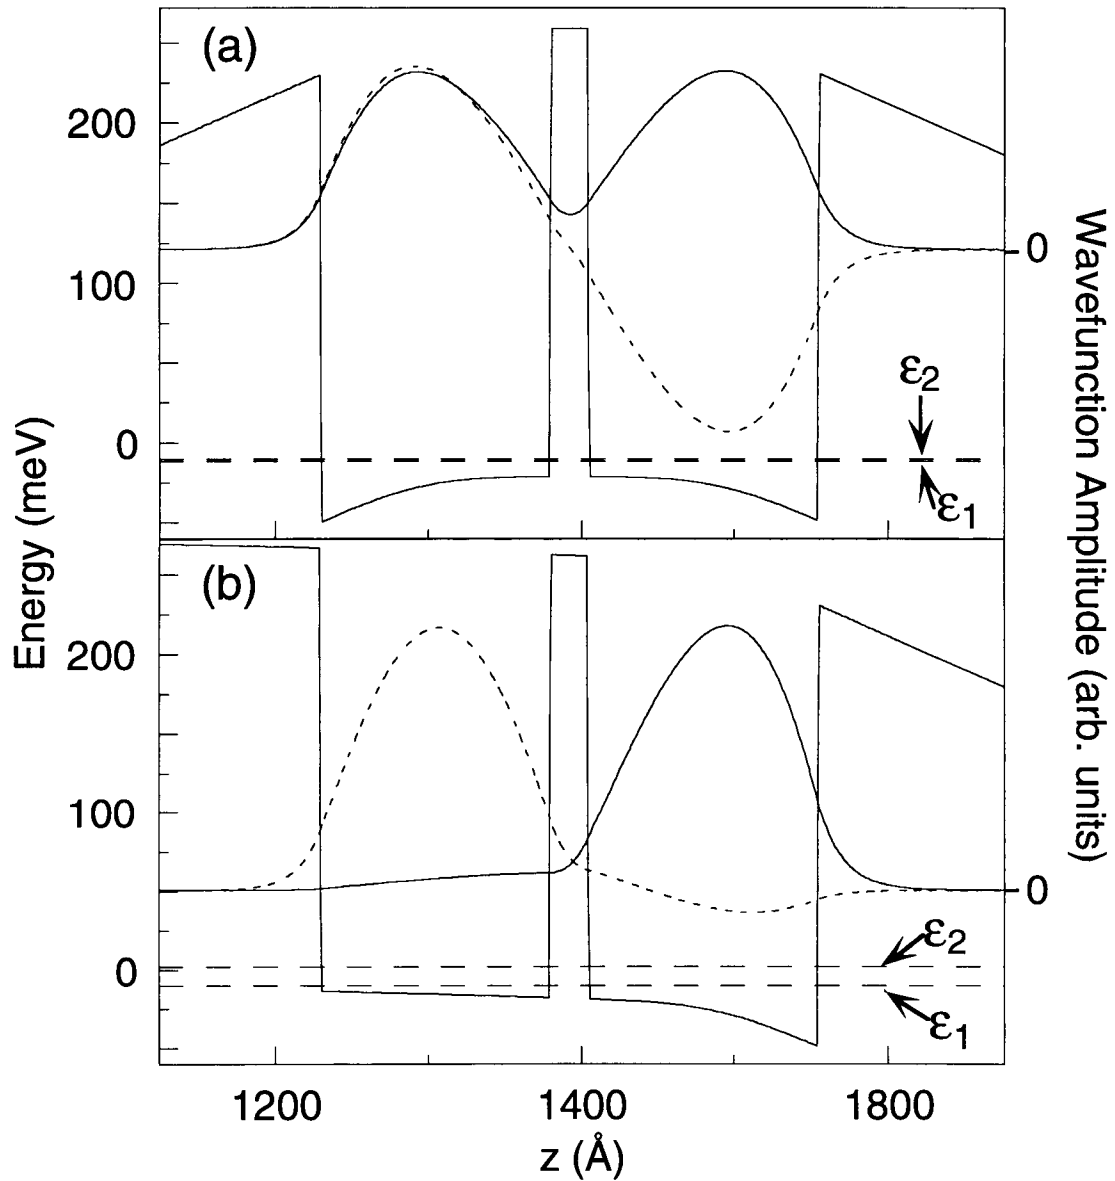 (a)
200
100
0
0
ε2
ε1
(b)
200
100
0
0
ε2
ε1
1200
1400
1800
z (Å)
Energy (meV)
Wavefunction Amplitude (arb. units)